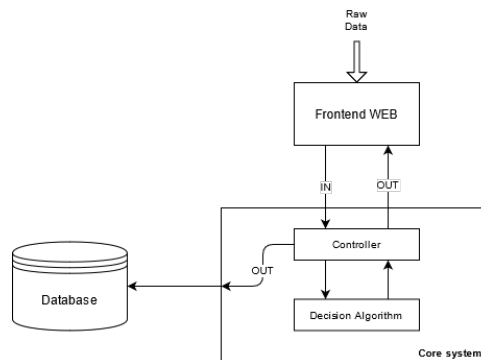 Raw
Data
Frontend WEB
IN
OUT
Controller
OUT
Database
Decision Algorithm
Core system